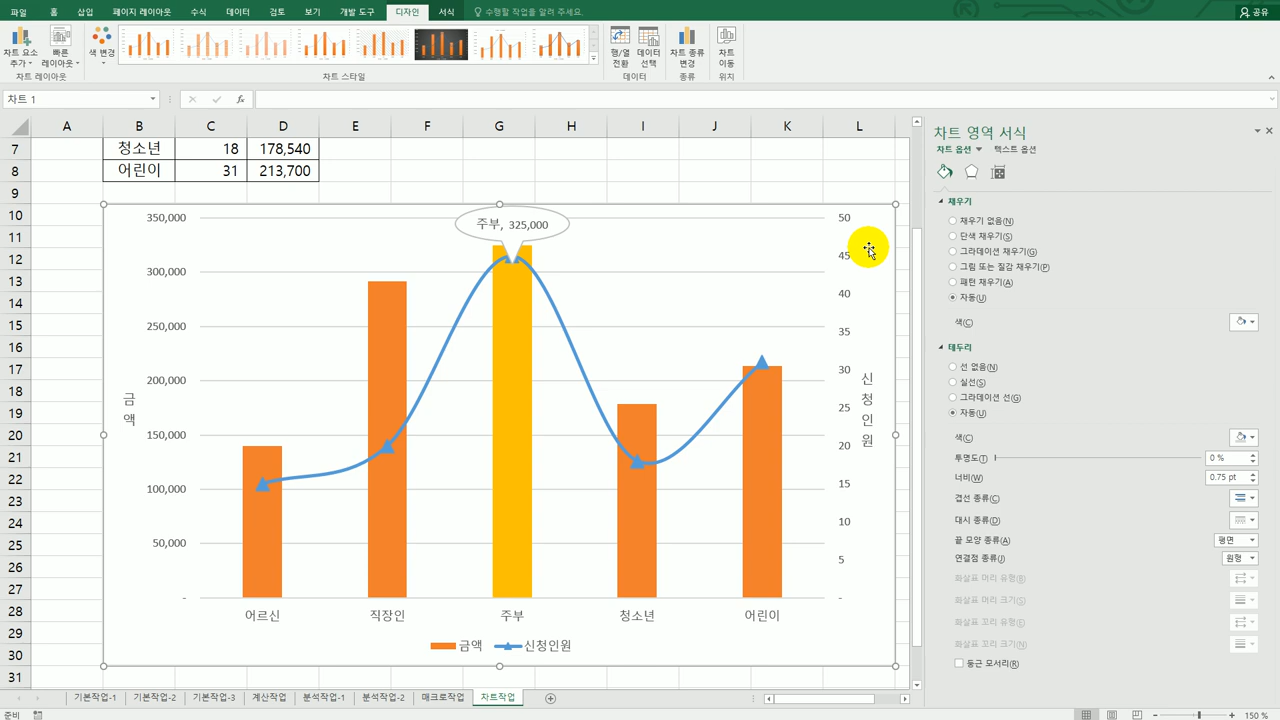 파일 홈 삽입 페이지 레이아웃 수식 데이터 검토 보기 개발 도구 디자인 서식 수행할 작업을 알려 주세요. 공유
차트 요소 추가 빠른 레이아웃 색 변경 행/열 전환 데이터 선택 차트 종류 변경 차트 이동
차트 레이아웃 차트 스타일 데이터 종류 위치
차트 1 fx
A B C D E F G H I J K L
7 청소년 18 178,540
8 어린이 31 213,700
9
10
11
12
13
14
15
16
17
18
19
20
21
22
23
24
25
26
27
28
29
30
31
350,000
300,000
250,000
200,000
150,000
100,000
50,000
-
금액
주부, 325,000
50
45
40
35
30
25
20
15
10
5
-
신청인원
어르신 직장인 주부 청소년 어린이
금액 신청인원
차트 영역 서식
차트 옵션 텍스트 옵션
채우기
채우기 없음(N)
단색 채우기(S)
그라데이션 채우기(G)
그림 또는 질감 채우기(P)
패턴 채우기(A)
자동(U)
색(C)
테두리
선 없음(N)
실선(S)
그라데이션 선(G)
자동(U)
색(C)
투명도(T) 0 %
너비(W) 0.75 pt
겹선 종류(C)
대시 종류(D)
끝 모양 종류(A) 평면
연결점 종류(J) 원형
화살표 머리 유형(B)
화살표 머리 크기(S)
화살표 꼬리 유형(E)
화살표 꼬리 크기(N)
둥근 모서리(R)
기본작업-1 기본작업-2 기본작업-3 계산작업 분석작업-1 분석작업-2 매크로작업 차트작업
준비 150 %